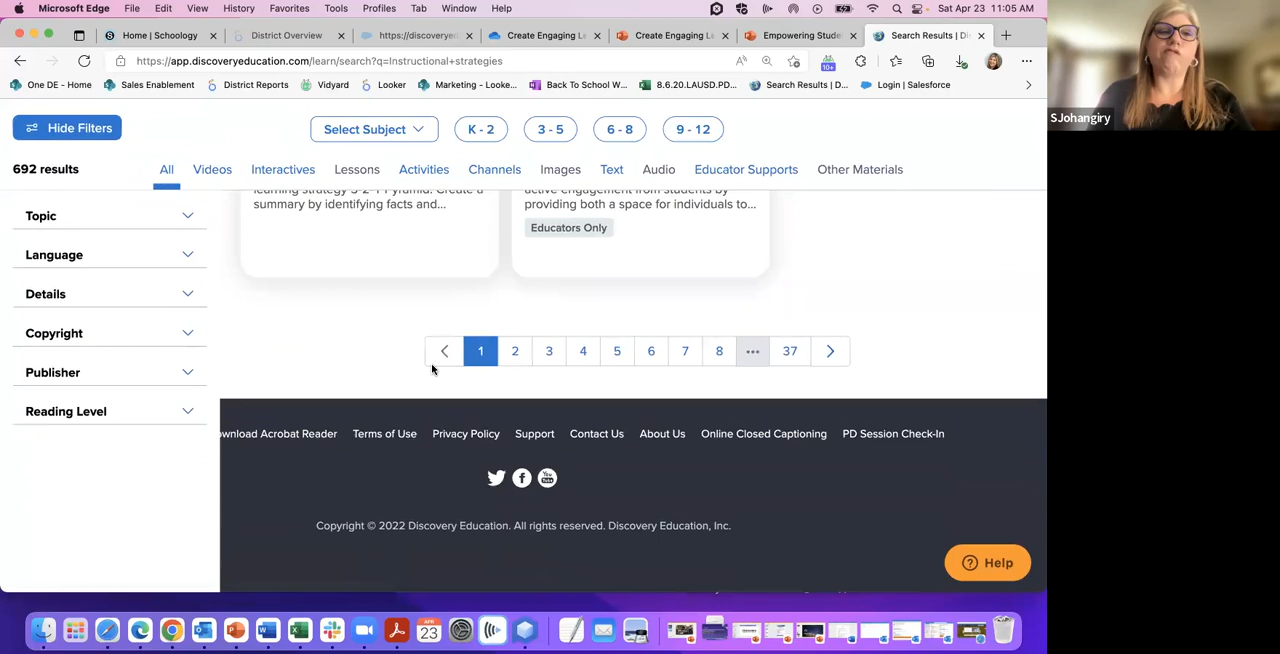 Microsoft Edge File Edit View History Favorites Tools Profiles Tab Window Help Sat Apr 23 11:05 AM
Home | Schoology District Overview https://discoveryed Create Engaging L Create Engaging L Empowering Stude Search Results | Di
https://app.discoveryeducation.com/learn/search?q=Instructional+strategies
10+
One DE - Home Sales Enablement District Reports Vidyard Looker Marketing - Looke... Back To School W... 8.6.20.LAUSD.PD... Search Results | D... Login | Salesforce
Hide Filters Select Subject K - 2 3 - 5 6 - 8 9 - 12
SJohangiry
692 results All Videos Interactives Lessons Activities Channels Images Text Audio Educator Supports Other Materials
Topic
Language
Details
Copyright
Publisher
Reading Level
learning strategy 3-2-1 Pyramid. Create a
summary by identifying facts and...
active engagement from students by
providing both a space for individuals to...
Educators Only
1 2 3 4 5 6 7 8 ••• 37
wnload Acrobat Reader Terms of Use Privacy Policy Support Contact Us About Us Online Closed Captioning PD Session Check-In
You Tube
Copyright © 2022 Discovery Education. All rights reserved. Discovery Education, Inc.
Help
APR
23